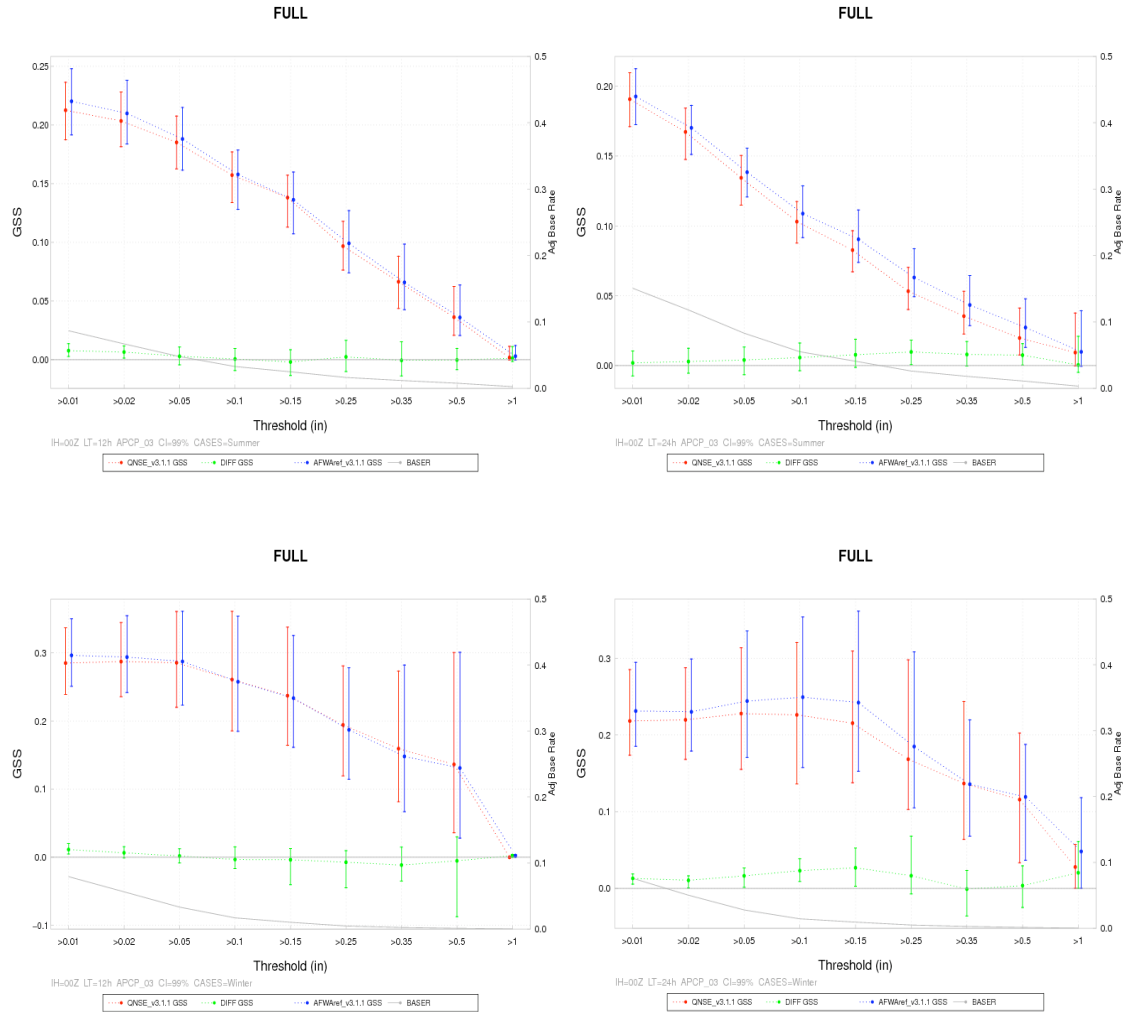 FULL
0.25
0.20
0.15
0.10
0.05
0.00
GSS
0.5
0.4
0.3
0.2
0.1
0.0
Adj Base Rate
>0.01 >0.02 >0.05 >0.1 >0.15 >0.25 >0.35 >0.5 >1
Threshold (in)
IH=00Z LT=12h APCP_03 CI=99% CASES=Summer
QNSE_v3.1.1 GSS DIFF GSS AFWAref_v3.1.1 GSS BASER
FULL
0.20
0.15
0.10
0.05
0.00
GSS
0.5
0.4
0.3
0.2
0.1
0.0
Adj Base Rate
>0.01 >0.02 >0.05 >0.1 >0.15 >0.25 >0.35 >0.5 >1
Threshold (in)
IH=00Z LT=24h APCP_03 CI=99% CASES=Summer
QNSE_v3.1.1 GSS DIFF GSS AFWAref_v3.1.1 GSS BASER
FULL
0.3
0.2
0.1
0.0
−0.1
GSS
0.5
0.4
0.3
0.2
0.1
0.0
Adj Base Rate
>0.01 >0.02 >0.05 >0.1 >0.15 >0.25 >0.35 >0.5 >1
Threshold (in)
IH=00Z LT=12h APCP_03 CI=99% CASES=Winter
QNSE_v3.1.1 GSS DIFF GSS AFWAref_v3.1.1 GSS BASER
FULL
0.3
0.2
0.1
0.0
GSS
0.5
0.4
0.3
0.2
0.1
0.0
Adj Base Rate
>0.01 >0.02 >0.05 >0.1 >0.15 >0.25 >0.35 >0.5 >1
Threshold (in)
IH=00Z LT=24h APCP_03 CI=99% CASES=Winter
QNSE_v3.1.1 GSS DIFF GSS AFWAref_v3.1.1 GSS BASER